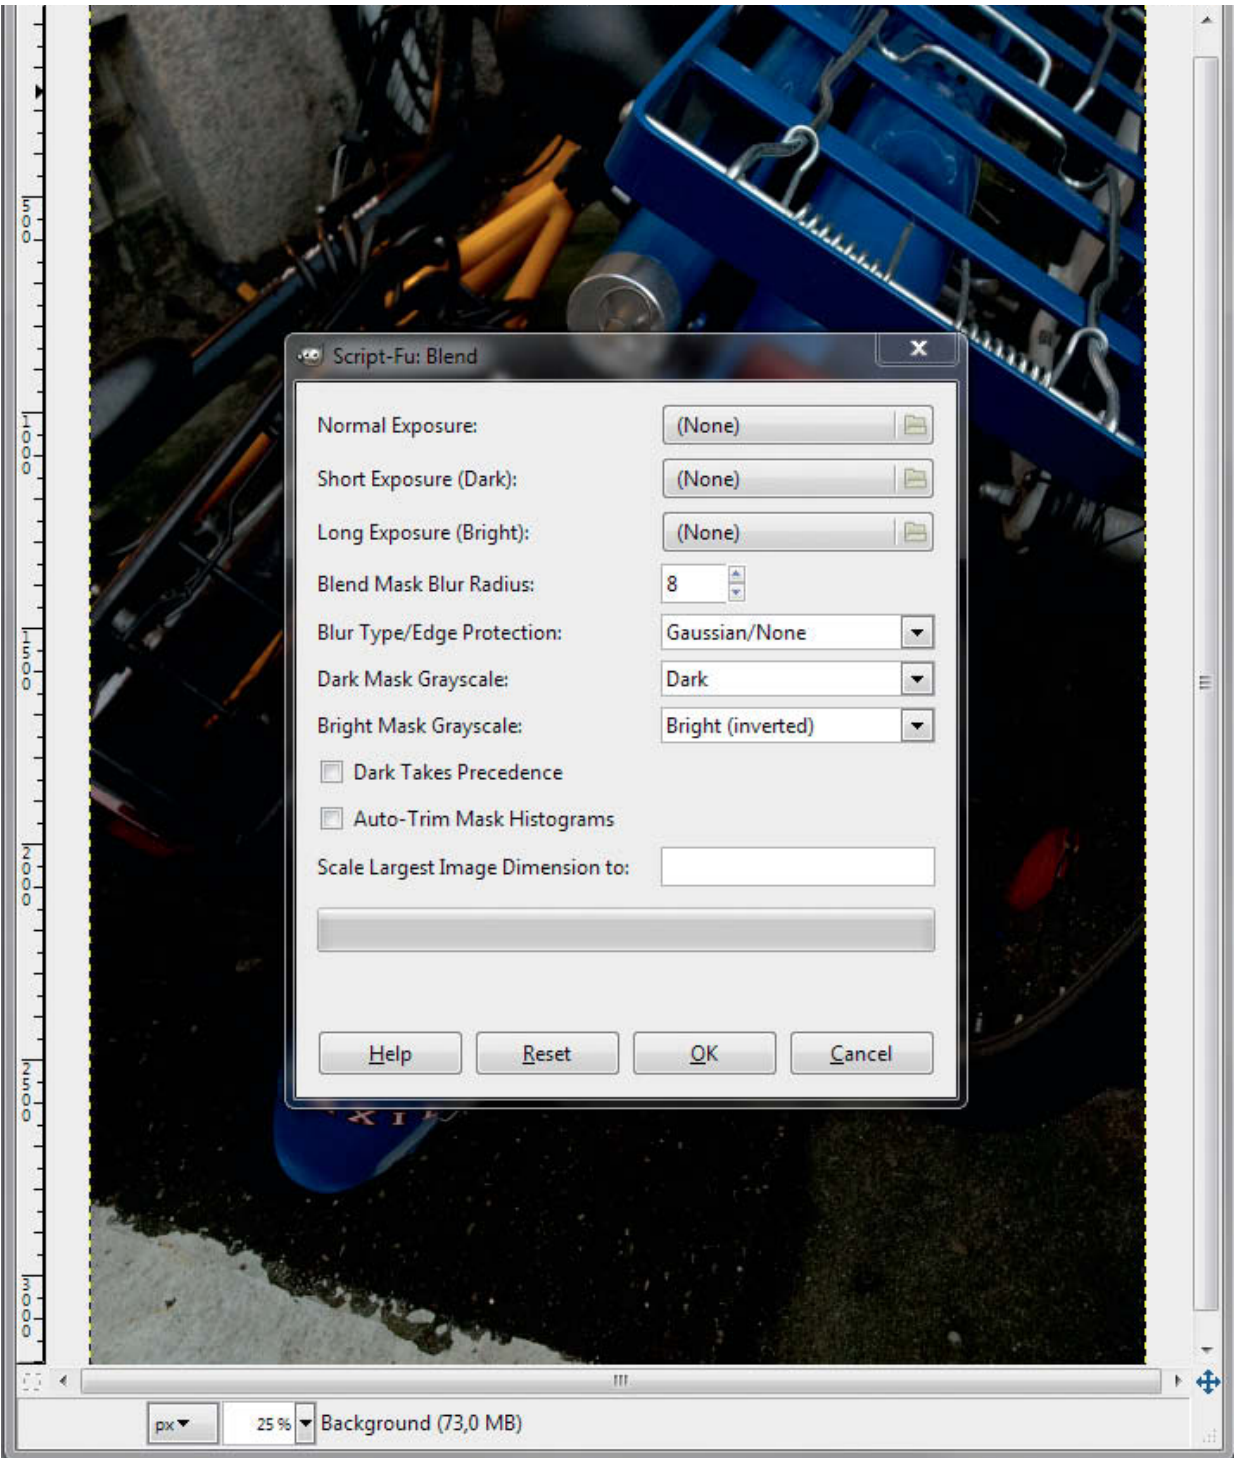 500
1000
Script-Fu: Blend
X
Normal Exposure: (None)
Short Exposure (Dark): (None)
Long Exposure (Bright): (None)
Blend Mask Blur Radius: 8
Blur Type/Edge Protection: Gaussian/None
1500
Dark Mask Grayscale: Dark
Bright Mask Grayscale: Bright (inverted)
Dark Takes Precedence
Auto-Trim Mask Histograms
2000
Scale Largest Image Dimension to:
Help Reset OK Cancel
2500
XI
3000
px 25 % Background (73,0 MB)